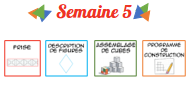 Semaine 5
FRISE
DESCRIPTION
DE FIGURES
ASSEMBLAGE
DE CUBES
PROGRAMME
DE
CONSTRUCTION